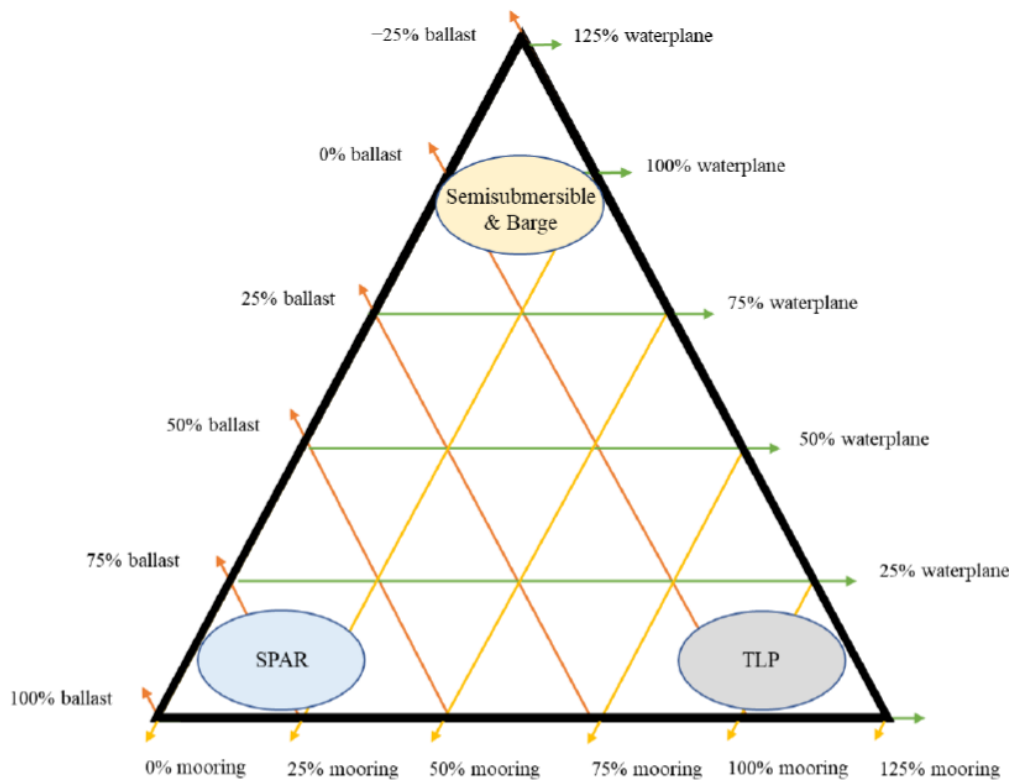 −25% ballast
125% waterplane
0% ballast
100% waterplane
Semisubmersible
& Barge
25% ballast
75% waterplane
50% ballast
50% waterplane
75% ballast
25% waterplane
SPAR
TLP
100% ballast
0% mooring
25% mooring
50% mooring
75% mooring
100% mooring
125% mooring